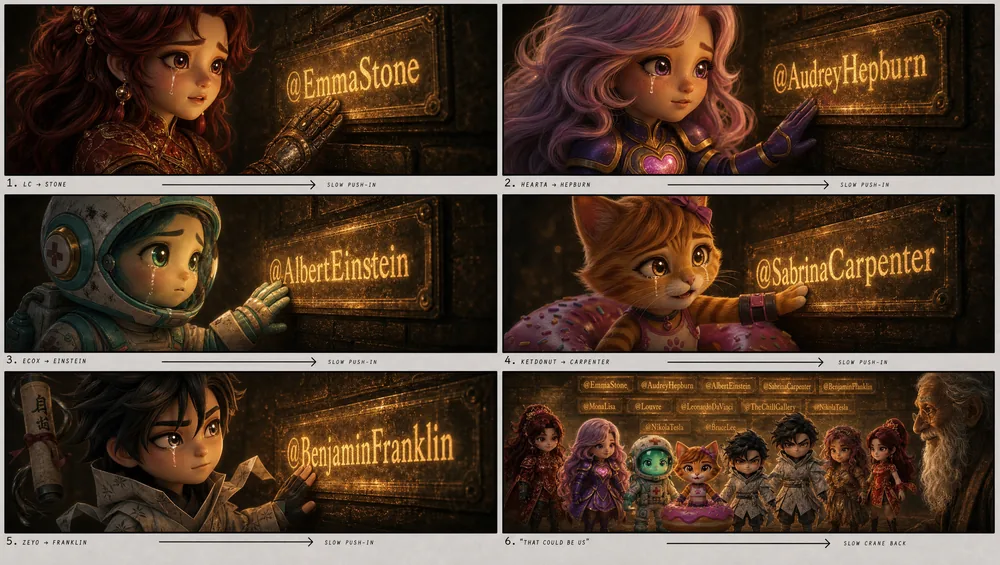 @EmmaStone
1. LC → STONE
SLOW PUSH-IN
@AudreyHepburn
2. HEARTA → HEPBURN
SLOW PUSH-IN
@AlbertEinstein
3. ECOX → EINSTEIN
SLOW PUSH-IN
@SabrinaCarpenter
4. KETDONUT → CARPENTER
SLOW PUSH-IN
@BenjaminFranklin
5. ZEYO → FRANKLIN
SLOW PUSH-IN
@EmmaStone @AudreyHepburn @AlbertEinstein @SabrinaCarpenter @BenjaminFranklin
@MonaLisa @Louvre @LeonardoDaVinci @TheChillGallery @NikolaTesla
@NikolaTesla @BruceLee
6. "THAT COULD BE US"
SLOW CRANE BACK